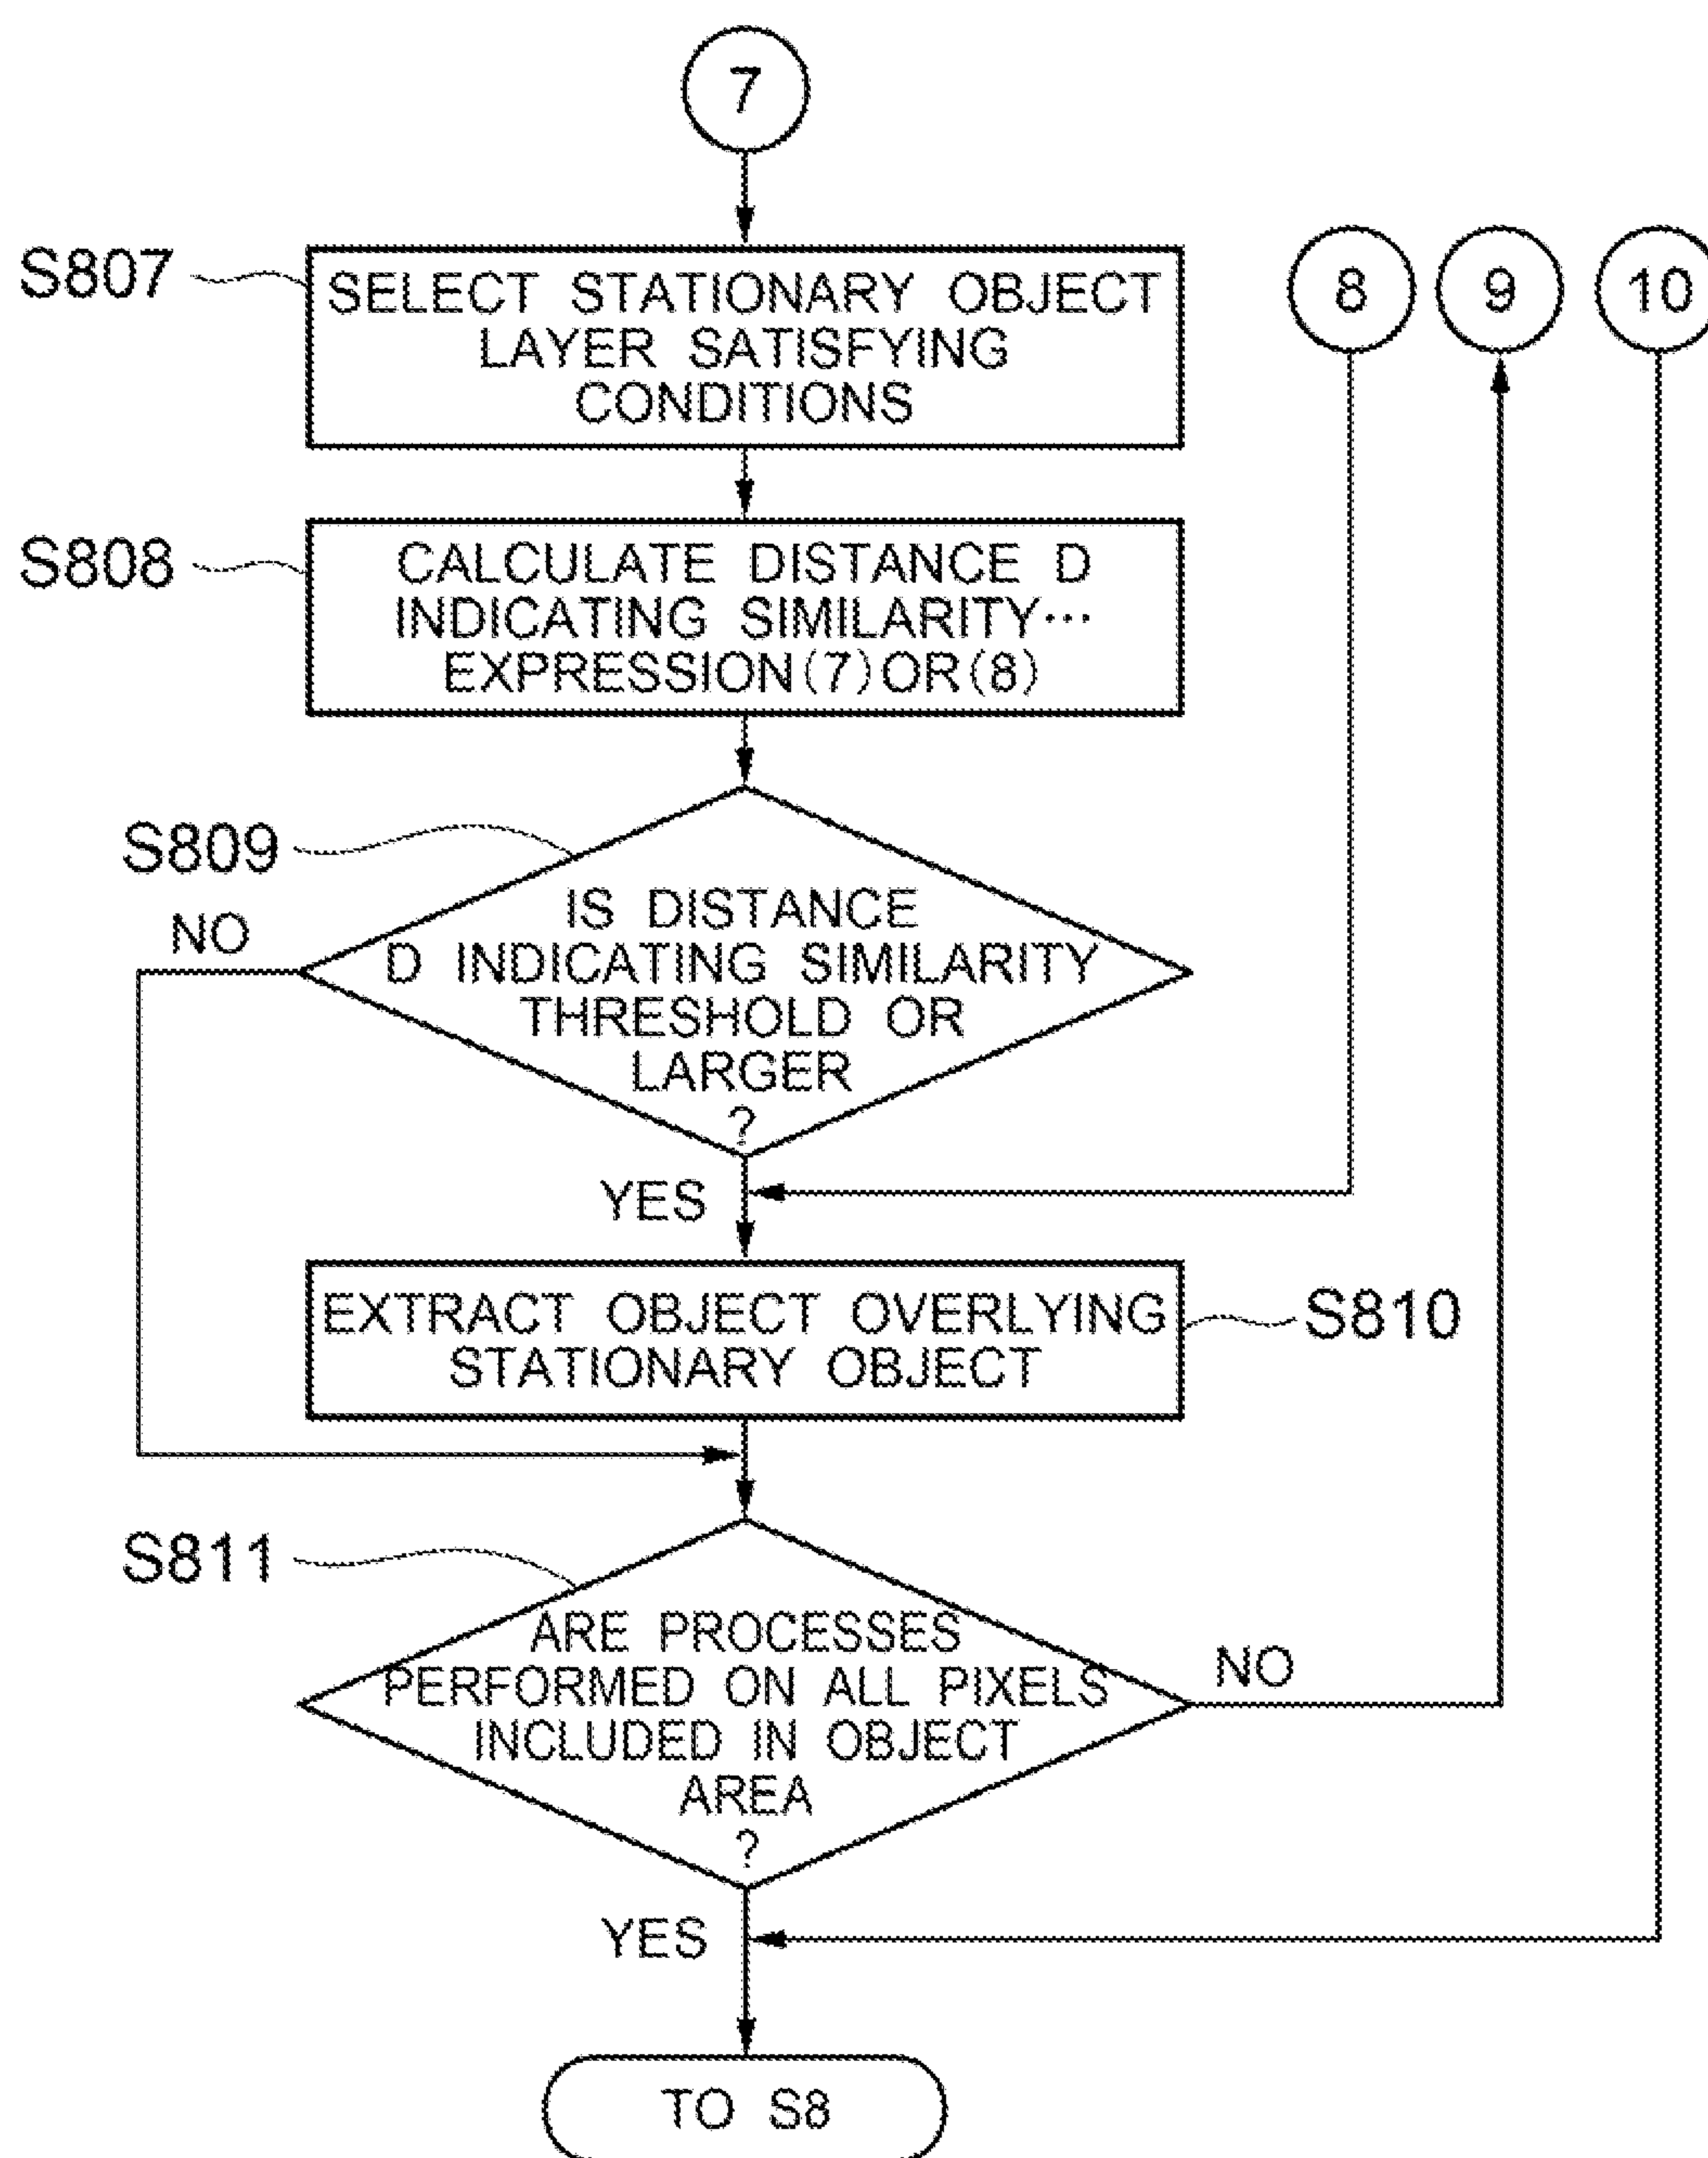 7
S807
SELECT STATIONARY OBJECT
LAYER SATISFYING
CONDITIONS
8
9
10
S808
CALCULATE DISTANCE D
INDICATING SIMILARITY…
EXPRESSION(7)OR(8)
S809
NO
IS DISTANCE
D INDICATING SIMILARITY
THRESHOLD OR
LARGER
?
YES
EXTRACT OBJECT OVERLYING
STATIONARY OBJECT
S810
S811
ARE PROCESSES
PERFORMED ON ALL PIXELS
INCLUDED IN OBJECT
AREA
?
NO
YES
TO S8